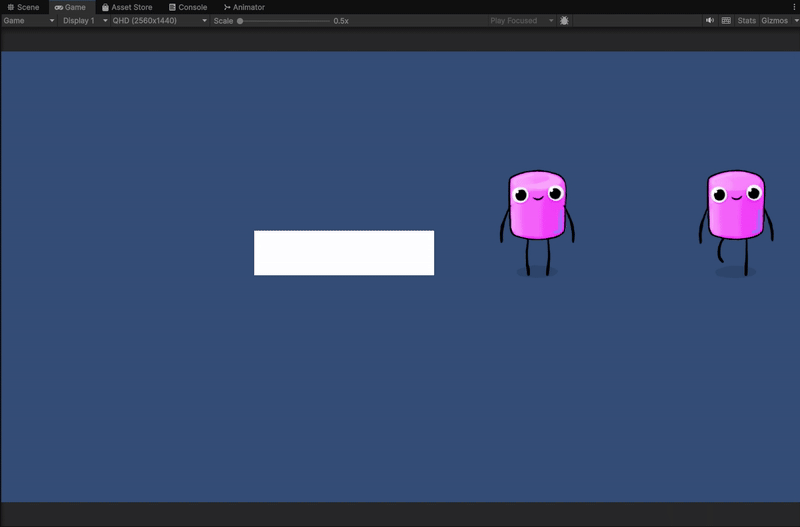 Scene Game Asset Store Console Animator
Game Display 1 QHD (2560x1440) Scale 0.5x Play Focused Stats Gizmos